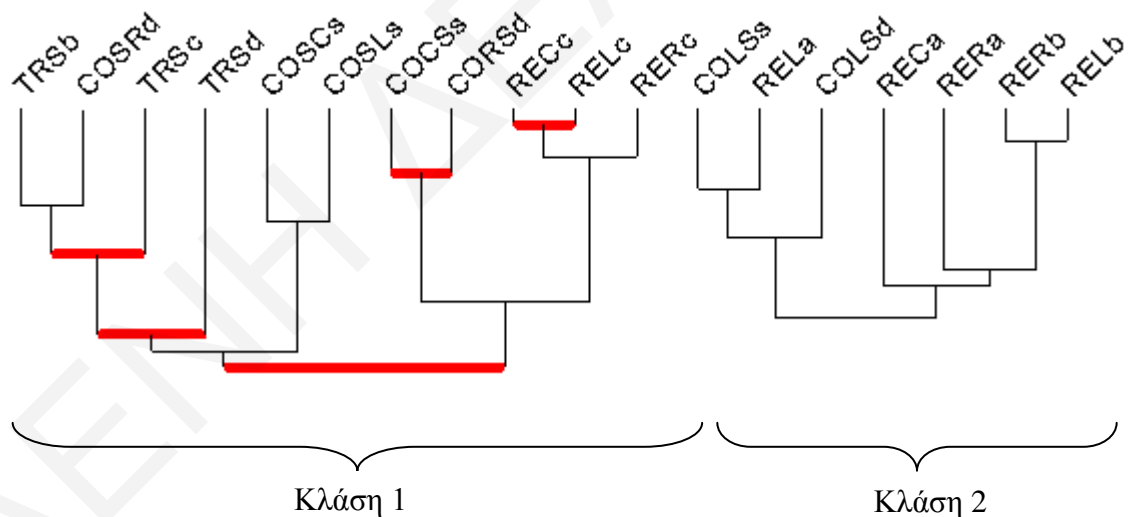 TRSb COSRd TRSc TRSd COSCs COSLs COCSs CORSd RECc RELc RERc COLSs RELa COLSd RECa RERa RERb RELb
Κλάση 1 Κλάση 2